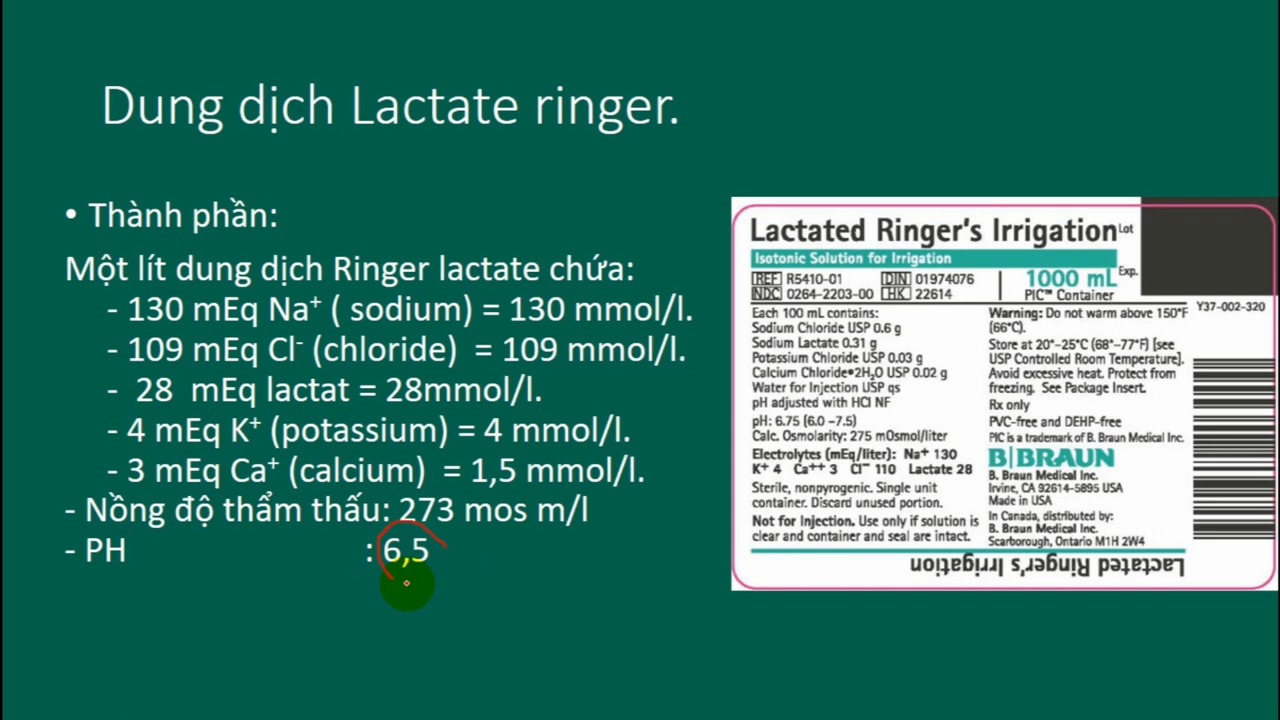 Dung dịch Lactate ringer.
• Thành phần:
Một lít dung dịch Ringer lactate chứa:
- 130 mEq Na⁺ ( sodium) = 130 mmol/l.
- 109 mEq Cl⁻ (chloride) = 109 mmol/l.
- 28 mEq lactat = 28mmol/l.
- 4 mEq K⁺ (potassium) = 4 mmol/l.
- 3 mEq Ca⁺ (calcium) = 1,5 mmol/l.
- Nồng độ thẩm thấu: 273 mos m/l
- PH : 6,5
Lactated Ringer's Irrigation
Lot
Isotonic Solution for Irrigation
Exp.
REF R5410-01 DIN 01974076
NDC 0264-2203-00 HK 22614
1000 mL
PIC™ Container
Each 100 mL contains:
Sodium Chloride USP 0.6 g
Sodium Lactate 0.31 g
Potassium Chloride USP 0.03 g
Calcium Chloride•2H₂O USP 0.02 g
Water for Injection USP qs
pH adjusted with HCl NF
pH: 6.75 (6.0 –7.5)
Calc. Osmolarity: 275 mOsmol/liter
Electrolytes (mEq/liter): Na⁺ 130
K⁺ 4 Ca⁺⁺ 3 Cl⁻ 110 Lactate 28
Sterile, nonpyrogenic. Single unit
container. Discard unused portion.
Not for Injection. Use only if solution is
clear and container and seal are intact.
Warning: Do not warm above 150°F
(66°C).
Store at 20°–25°C (68°–77°F) [see
USP Controlled Room Temperature].
Avoid excessive heat. Protect from
freezing. See Package Insert.
Rx only
PVC-free and DEHP-free
PIC is a trademark of B. Braun Medical Inc.
B|BRAUN
B. Braun Medical Inc.
Irvine, CA 92614–5895 USA
Made in USA
In Canada, distributed by:
B. Braun Medical Inc.
Scarborough, Ontario M1H 2W4
Y37-002-320
Lactated Ringer's Irrigation